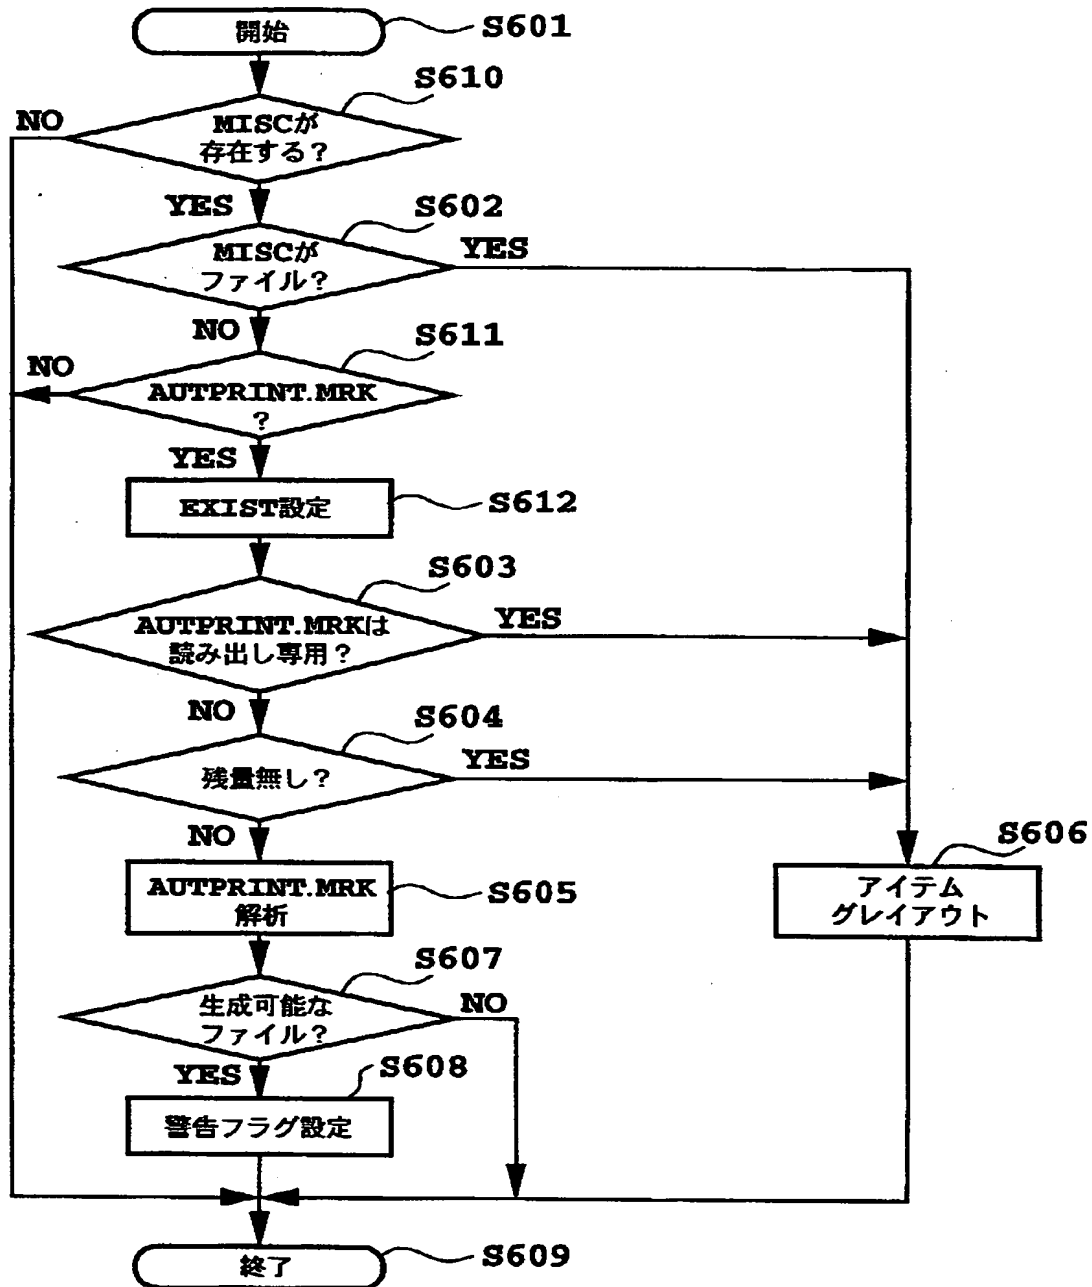 開始
S601
S610
NO
MISCが
存在する?
YES
S602
MISCが
ファイル?
YES
NO
S611
NO
AUTPRINT.MRK
?
YES
EXIST設定
S612
S603
AUTPRINT.MRKは
読み出し専用?
YES
NO
S604
残量無し?
YES
NO
S606
AUTPRINT.MRK
解析
S605
アイテム
グレイアウト
S607
生成可能な
ファイル?
NO
YES
S608
警告フラグ設定
終了
S609